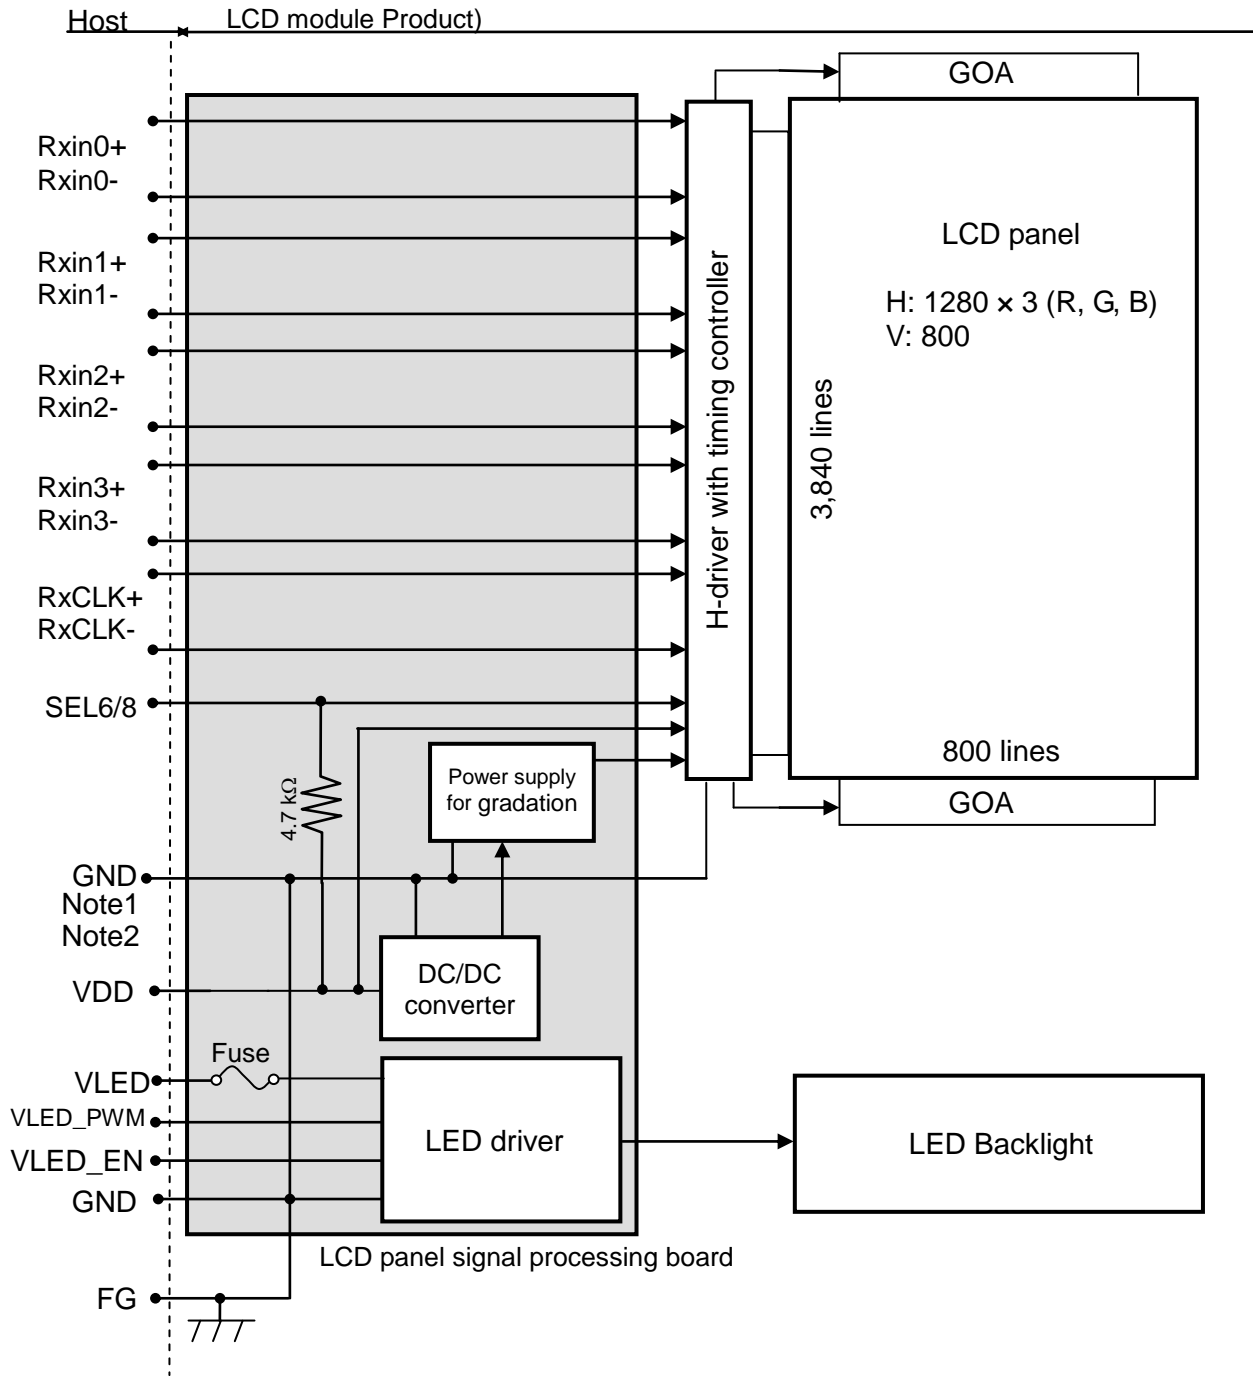 Host
LCD module Product)
GOA
Rxin0+
Rxin0-
Rxin1+
Rxin1-
Rxin2+
Rxin2-
Rxin3+
Rxin3-
RxCLK+
RxCLK-
SEL6/8
H-driver with timing controller
LCD panel
H: 1280 × 3 (R, G, B)
V: 800
3,840 lines
800 lines
GOA
Power supply
for gradation
4.7 kΩ
GND
Note1
Note2
VDD
DC/DC
converter
Fuse
VLED
VLED_PWM
VLED_EN
GND
LED driver
LED Backlight
LCD panel signal processing board
FG